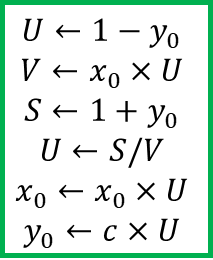 U ← 1 − y₀
V ← x₀ × U
S ← 1 + y₀
U ← S/V
x₀ ← x₀ × U
y₀ ← c × U